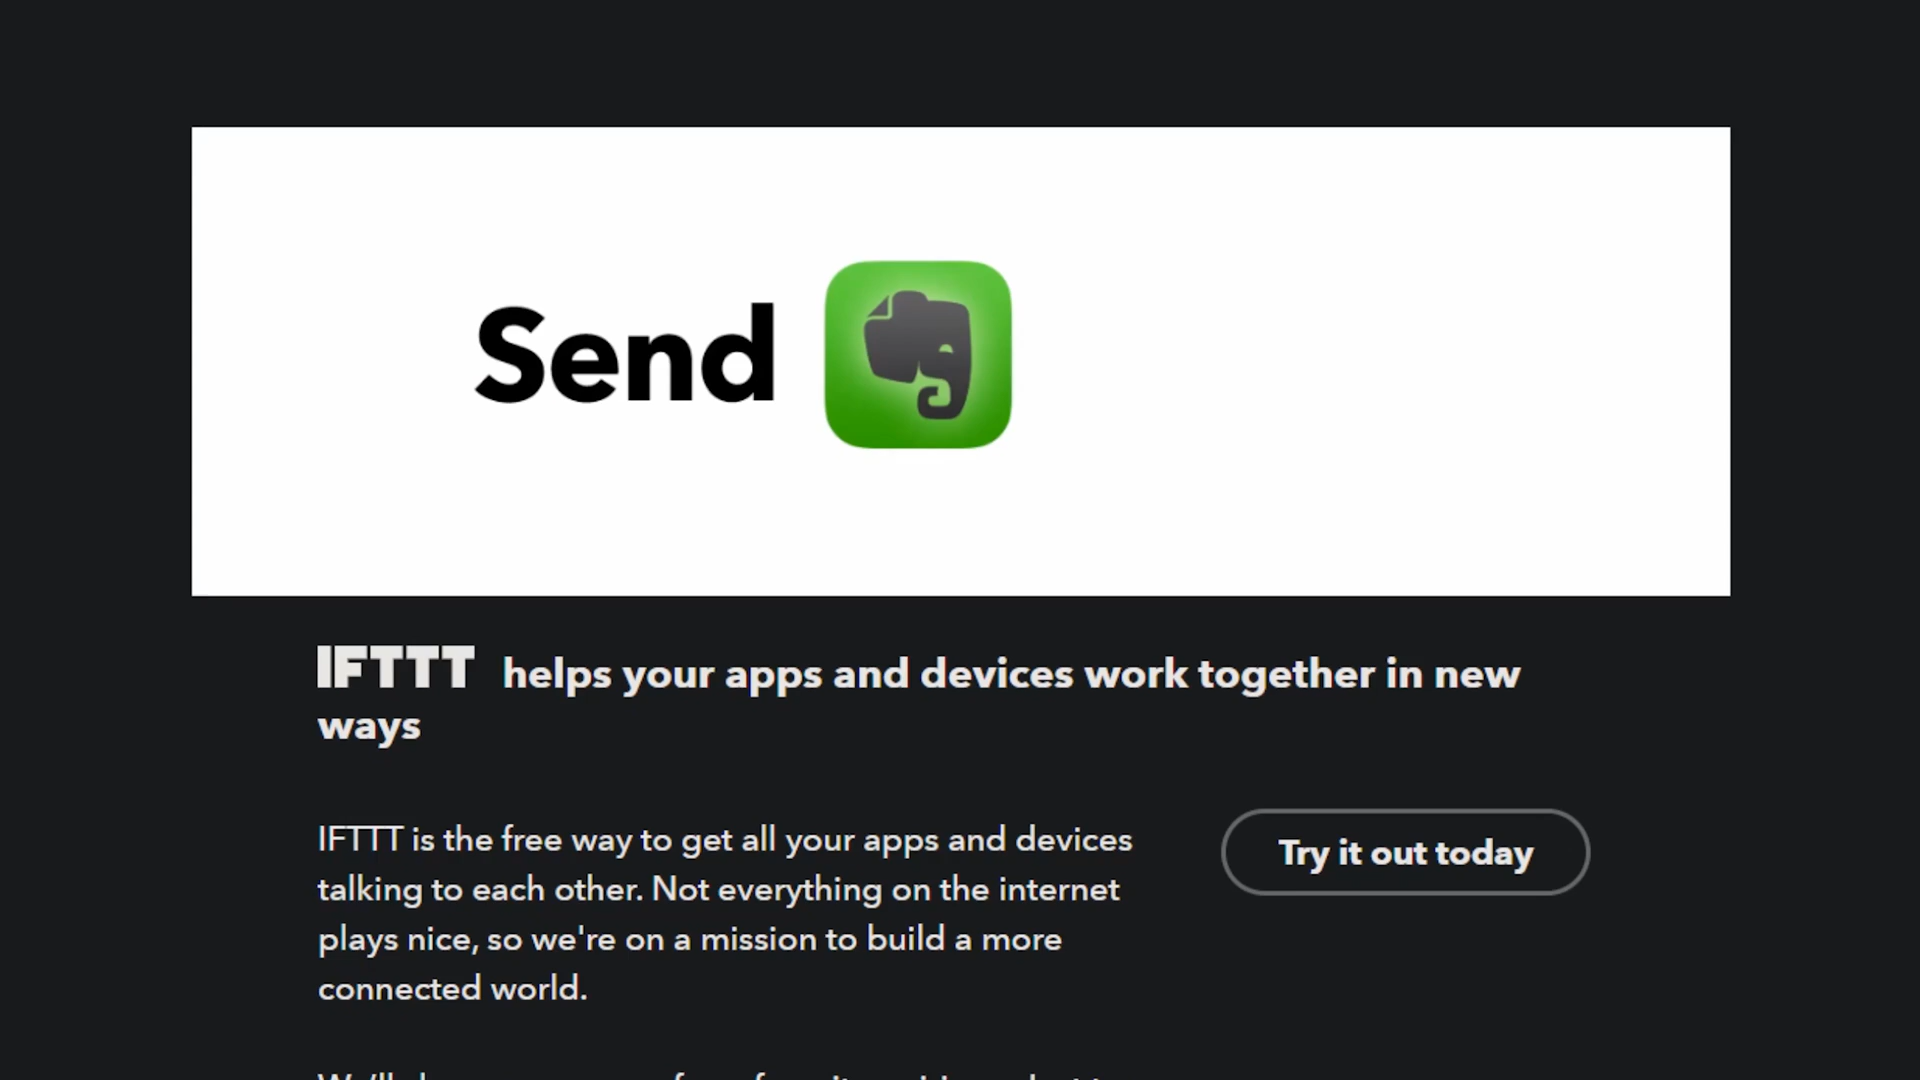 Send
IFTTT helps your apps and devices work together in new
ways
IFTTT is the free way to get all your apps and devices
talking to each other. Not everything on the internet
plays nice, so we're on a mission to build a more
connected world.
Try it out today